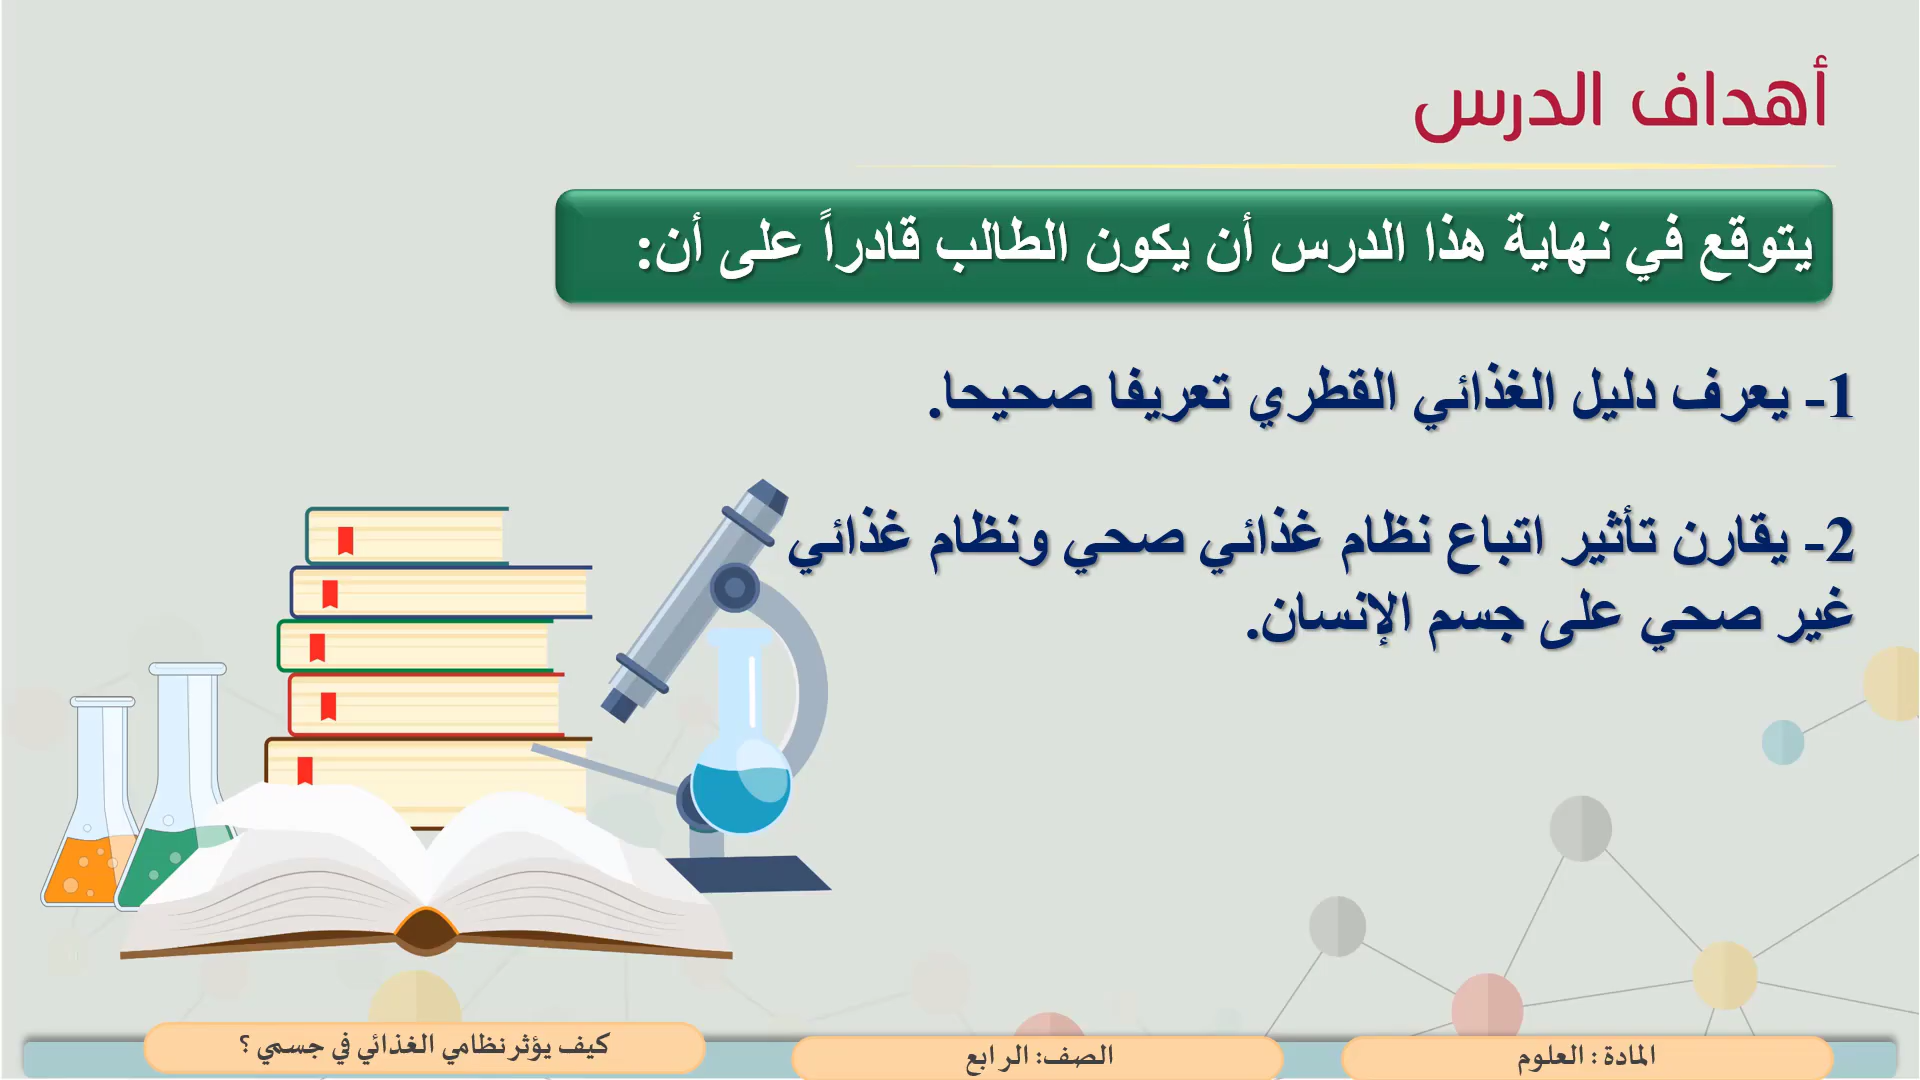 أهداف الدرس
يتوقع في نهاية هذا الدرس أن يكون الطالب قادراً على أن:
1- يعرف دليل الغذائي القطري تعريفا صحيحا.
2- يقارن تأثير اتباع نظام غذائي صحي ونظام غذائي
غير صحي على جسم الإنسان.
المادة : العلوم
الصف: الرابع
كيف يؤثر نظامي الغذائي في جسمي ؟